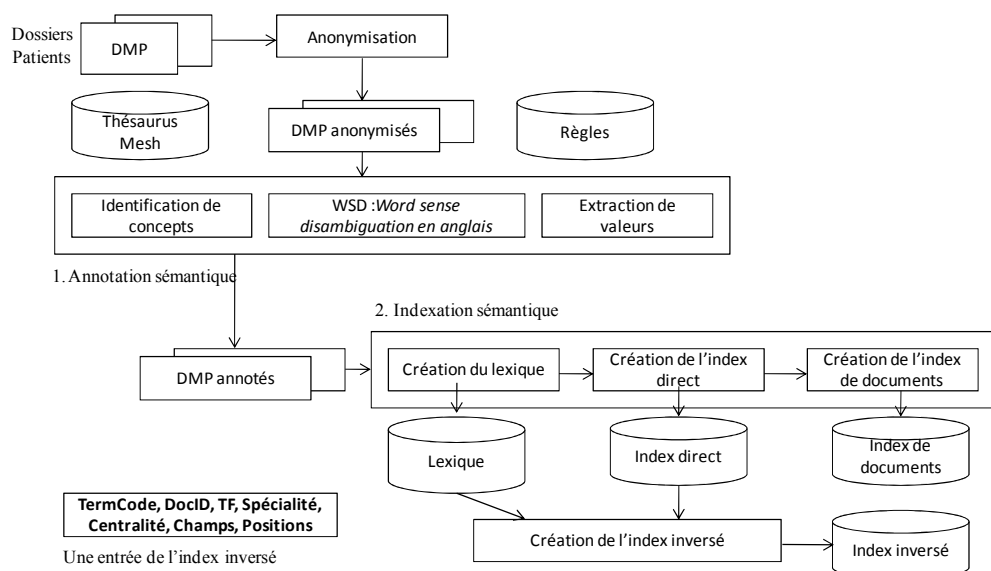 Dossiers
Patients
DMP
Anonymisation
Thésaurus
Mesh
DMP anonymisés
Règles
Identification de
concepts
WSD :Word sense
disambiguation en anglais
Extraction de
valeurs
1. Annotation sémantique
2. Indexation sémantique
DMP annotés
Création du lexique
Création de l’index
direct
Création de l’index
de documents
Lexique
Index direct
Index de
documents
TermCode, DocID, TF, Spécialité,
Centralité, Champs, Positions
Une entrée de l’index inversé
Création de l’index inversé
Index inversé